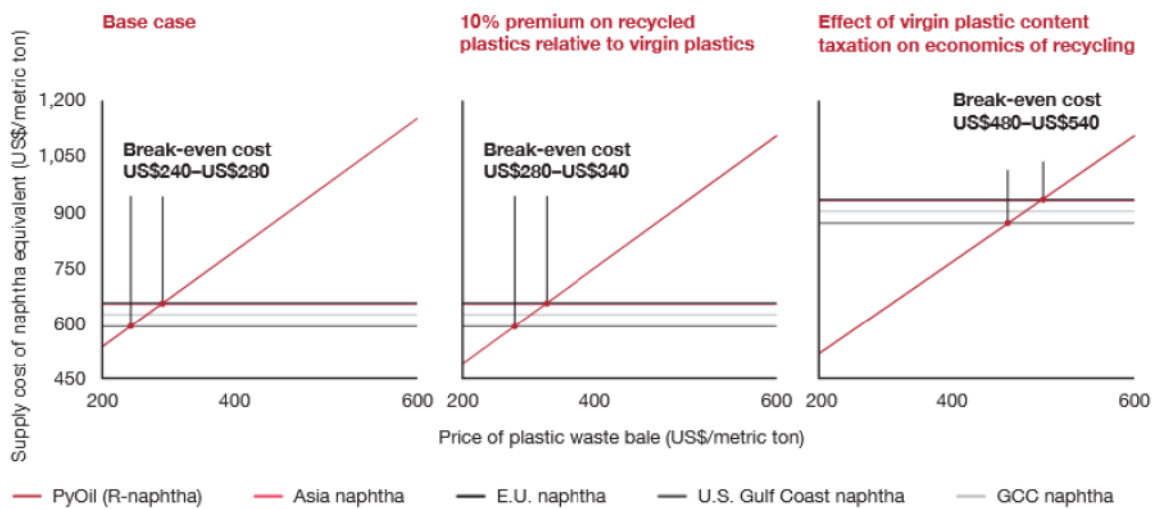 Base case
10% premium on recycled
plastics relative to virgin plastics
Effect of virgin plastic content
taxation on economics of recycling
Supply cost of naphtha equivalent (US$/metric ton)
1,200
1,050
900
750
600
450
Break-even cost
US$240–US$280
200
400
600
Break-even cost
US$280–US$340
200
400
600
Break-even cost
US$480–US$540
200
400
600
Price of plastic waste bale (US$/metric ton)
PyOil (R-naphtha)
Asia naphtha
E.U. naphtha
U.S. Gulf Coast naphtha
GCC naphtha